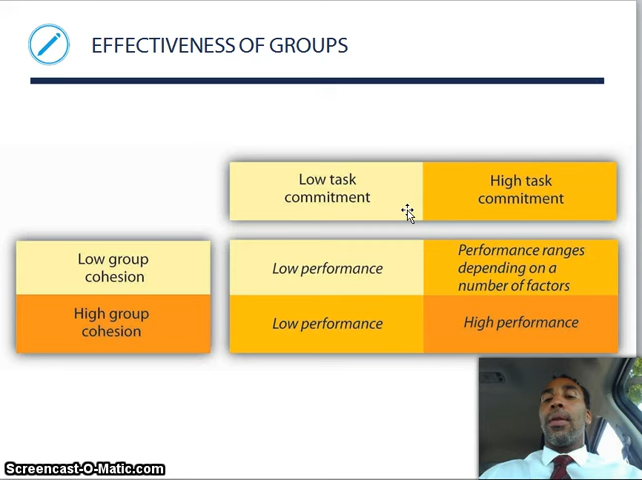 EFFECTIVENESS OF GROUPS
Low task
commitment
High task
commitment
Low group
cohesion
Low performance
Performance ranges
depending on a
number of factors
High group
cohesion
Low performance
High performance
Screencast-O-Matic.com